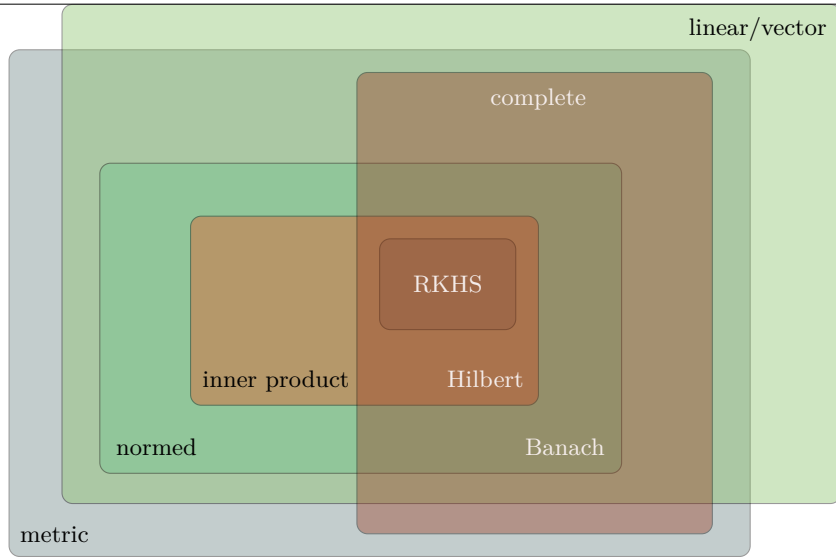 linear/vector
complete
RKHS
inner product
Hilbert
normed
Banach
metric